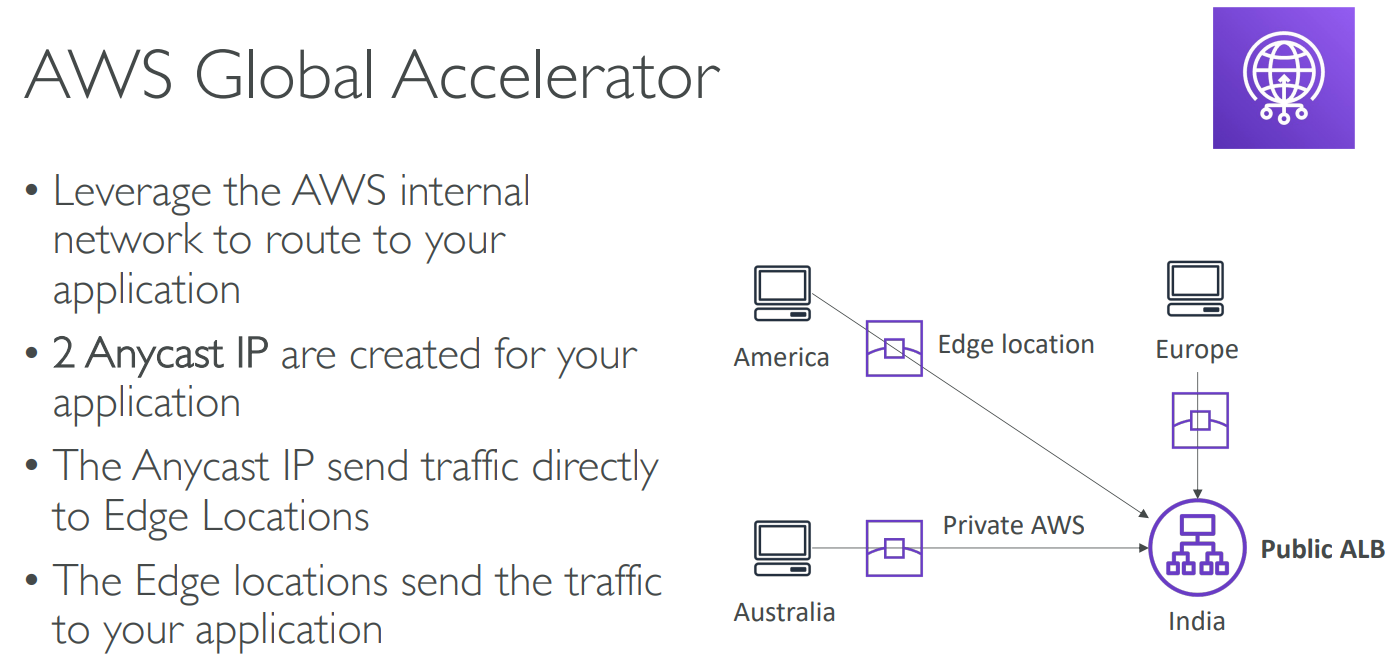 AWS Global Accelerator
• Leverage the AWS internal
network to route to your
application
• 2 Anycast IP are created for your
application
• The Anycast IP send traffic directly
to Edge Locations
• The Edge locations send the traffic
to your application
America
Edge location
Europe
Private AWS
Public ALB
Australia
India